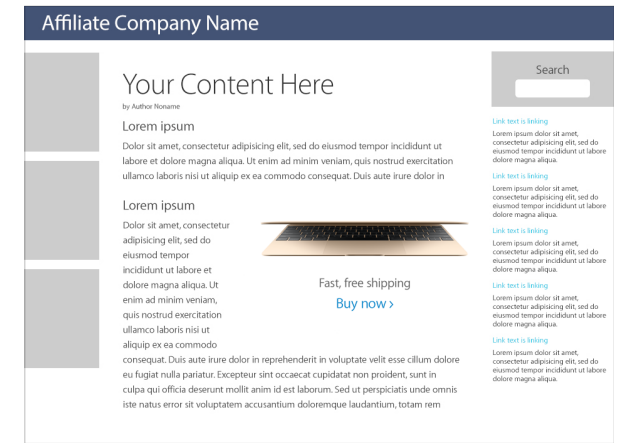 Affiliate Company Name
Your Content Here
by Author Noname
Lorem ipsum
Dolor sit amet, consectetur adipisicing elit, sed do eiusmod tempor incididunt ut
labore et dolore magna aliqua. Ut enim ad minim veniam, quis nostrud exercitation
ullamco laboris nisi ut aliquip ex ea commodo consequat. Duis aute irure dolor in
Lorem ipsum
Dolor sit amet, consectetur
adipisicing elit, sed do
eiusmod tempor
incididunt ut labore et
dolore magna aliqua. Ut
enim ad minim veniam,
quis nostrud exercitation
ullamco laboris nisi ut
aliquip ex ea commodo
consequat. Duis aute irure dolor in reprehenderit in voluptate velit esse cillum dolore
eu fugiat nulla pariatur. Excepteur sint occaecat cupidatat non proident, sunt in
culpa qui officia deserunt mollit anim id est laborum. Sed ut perspiciatis unde omnis
iste natus error sit voluptatem accusantium doloremque laudantium, totam rem
Fast, free shipping
Buy now ›
Search
Link text is linking
Lorem ipsum dolor sit amet,
consectetur adipisicing elit, sed do
eiusmod tempor incididunt ut labore
dolore magna aliqua.
Link text is linking
Lorem ipsum dolor sit amet,
consectetur adipisicing elit, sed do
eiusmod tempor incididunt ut labore
dolore magna aliqua.
Link text is linking
Lorem ipsum dolor sit amet,
consectetur adipisicing elit, sed do
eiusmod tempor incididunt ut labore
dolore magna aliqua.
Link text is linking
Lorem ipsum dolor sit amet,
consectetur adipisicing elit, sed do
eiusmod tempor incididunt ut labore
dolore magna aliqua.
Link text is linking
Lorem ipsum dolor sit amet,
consectetur adipisicing elit, sed do
eiusmod tempor incididunt ut labore
dolore magna aliqua.